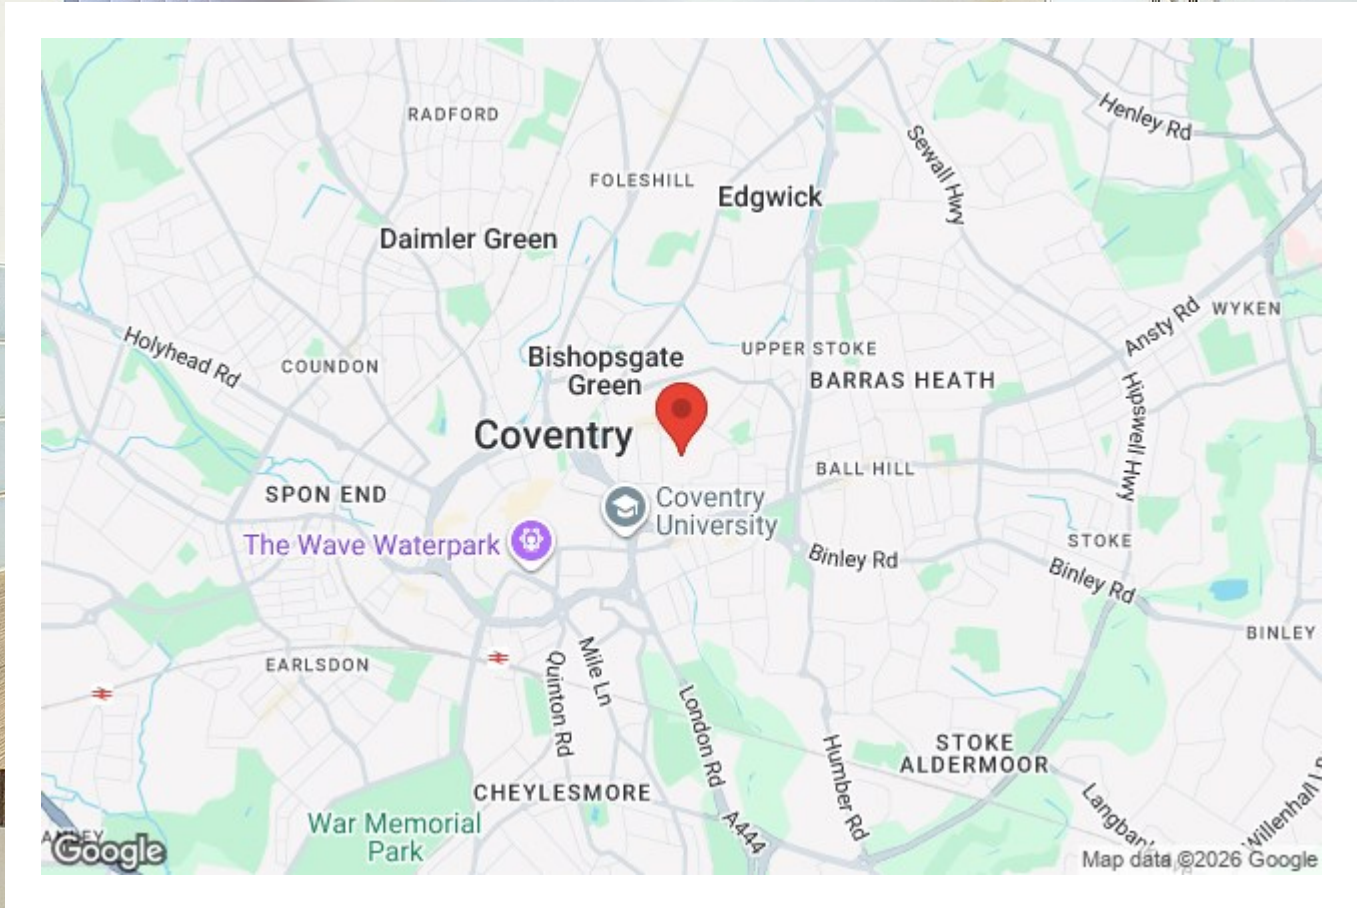 RADFORD
Henley Rd
Sewall Hwy
FOLESHILL
Edgwick
Daimler Green
WYKEN
Ansty Rd
Holyhead Rd
COUNDON
Bishopsgate
Green
UPPER STOKE
BARRAS HEATH
Hipswell Hwy
Coventry
BALL HILL
SPON END
Coventry
University
The Wave Waterpark
STOKE
Binley Rd
Binley Rd
BINLEY
EARLSDON
Mile Ln
Quinton Rd
London Rd
Humber Rd
STOKE
ALDERMOOR
CHEYLESMORE
War Memorial
Park
A444
Willenhall
Google
Map data ©2026 Google